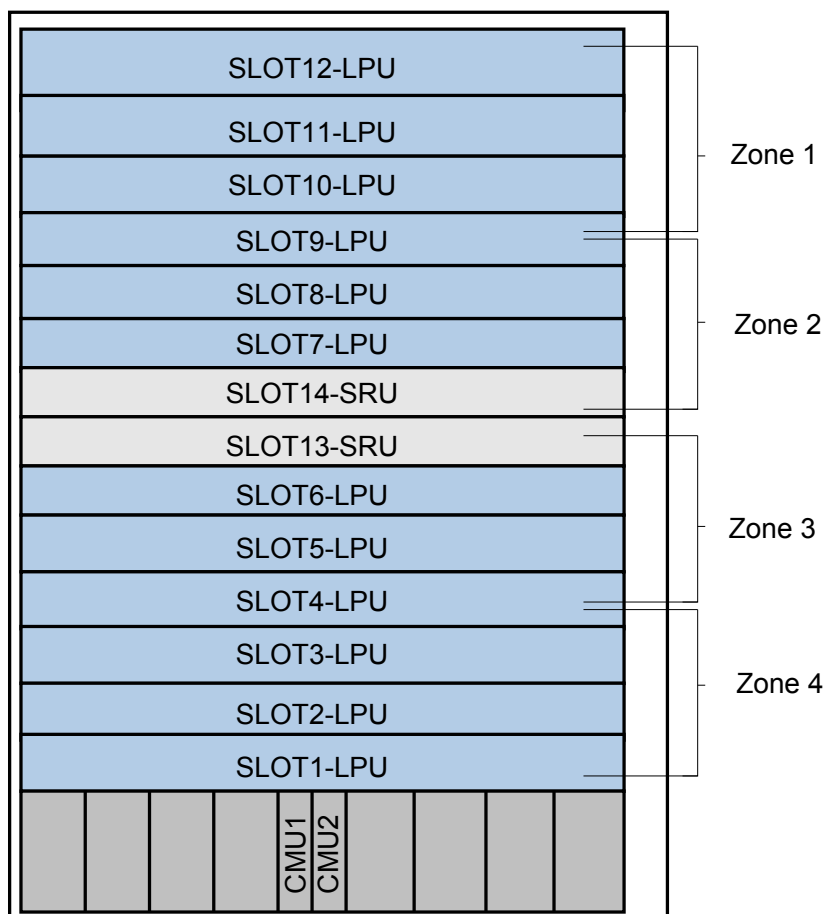 SLOT12-LPU
SLOT11-LPU
Zone 1
SLOT10-LPU
SLOT9-LPU
SLOT8-LPU
Zone 2
SLOT7-LPU
SLOT14-SRU
SLOT13-SRU
SLOT6-LPU
Zone 3
SLOT5-LPU
SLOT4-LPU
SLOT3-LPU
Zone 4
SLOT2-LPU
SLOT1-LPU
CMU1
CMU2